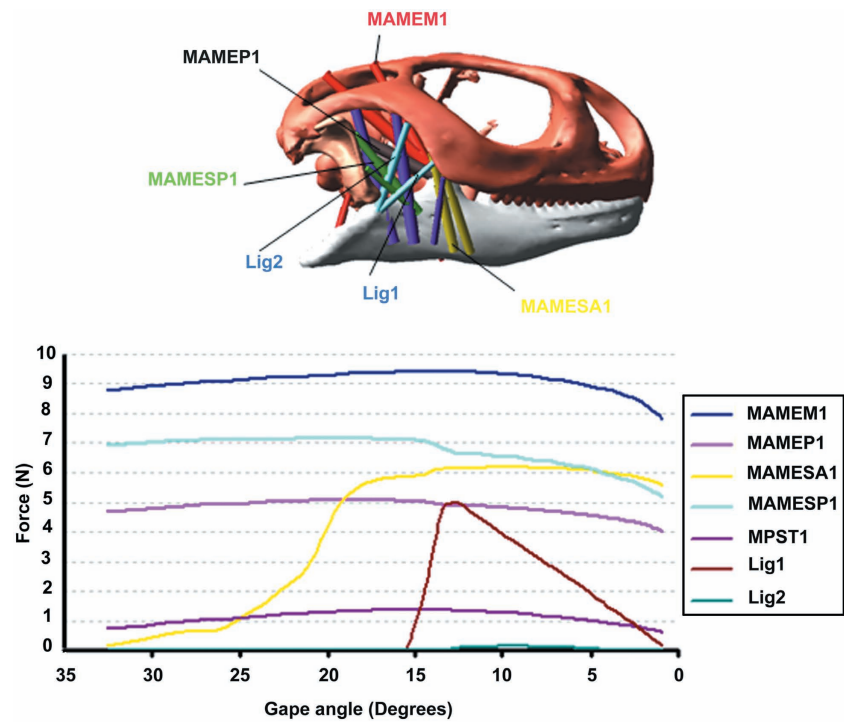 MAMEM1
MAMEP1
MAMESP1
Lig2
Lig1
MAMESA1
10
9
8
7
6
5
4
3
2
1
0
Force (N)
35 30 25 20 15 10 5 0
Gape angle (Degrees)
MAMEM1
MAMEP1
MAMESA1
MAMESP1
MPST1
Lig1
Lig2